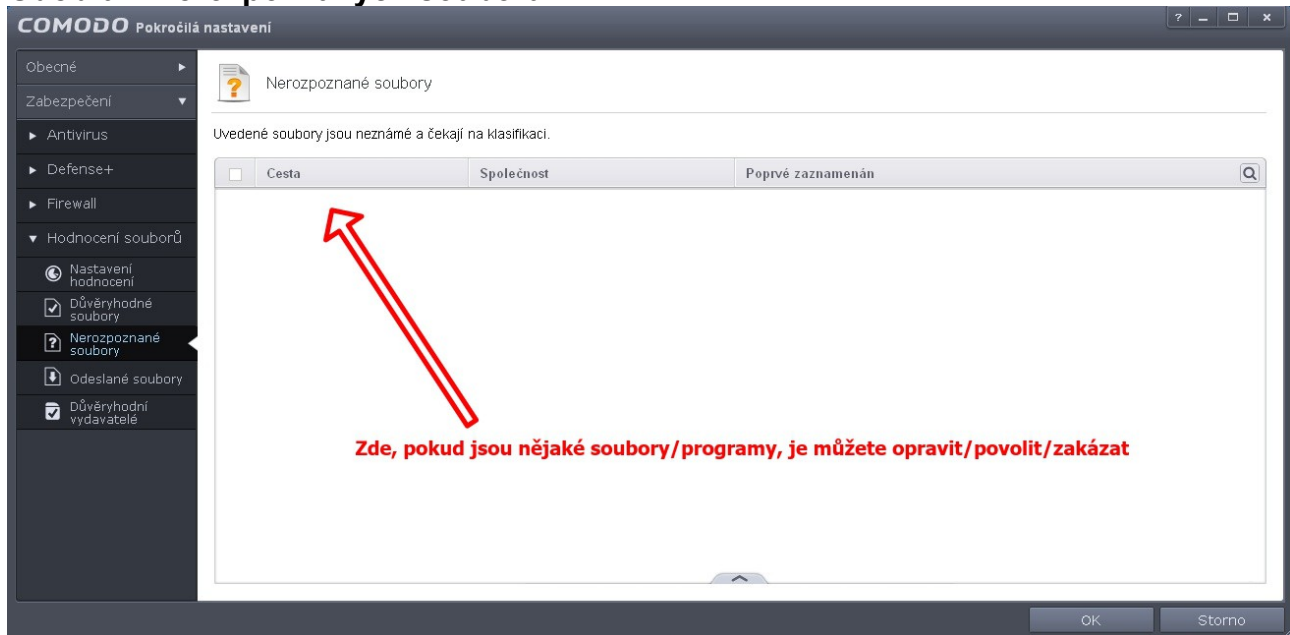 COMODO Pokročilá nastavení
Obecné
Zabezpečení
Antivirus
Defense+
Firewall
Hodnocení souborů
Nastavení
hodnocení
Důvěryhodné
soubory
Nerozpoznané
soubory
Odeslané soubory
Důvěryhodní
vydavatelé
Nerozpoznané soubory
Uvedené soubory jsou neznámé a čekají na klasifikaci.
Cesta Společnost Poprvé zaznamenán
Zde, pokud jsou nějaké soubory/programy, je můžete opravit/povolit/zakázat
OK Storno